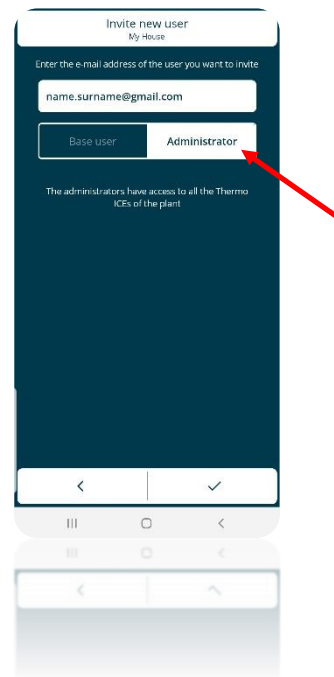 Invite new user
My House
Enter the e-mail address of the user you want to invite
name.surname@gmail.com
Base user
Administrator
The administrators have access to all the Thermo
ICEs of the plant